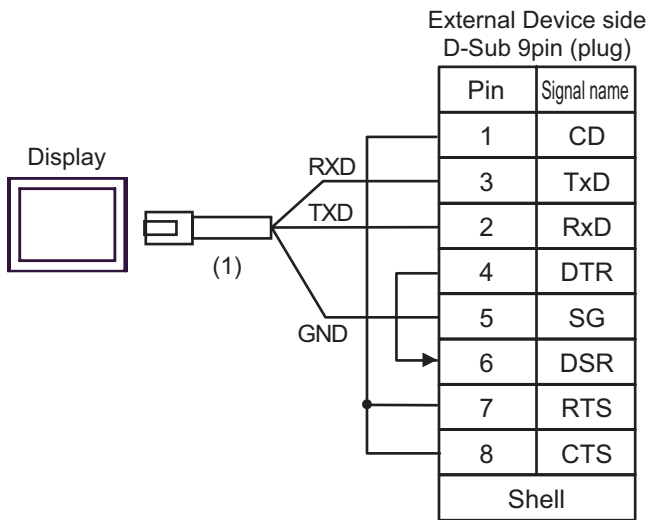 External Device side
D-Sub 9pin (plug)
Pin Signal name
1 CD
Display
RXD
3 TxD
TXD
2 RxD
(1)
4 DTR
GND
5 SG
6 DSR
7 RTS
8 CTS
Shell